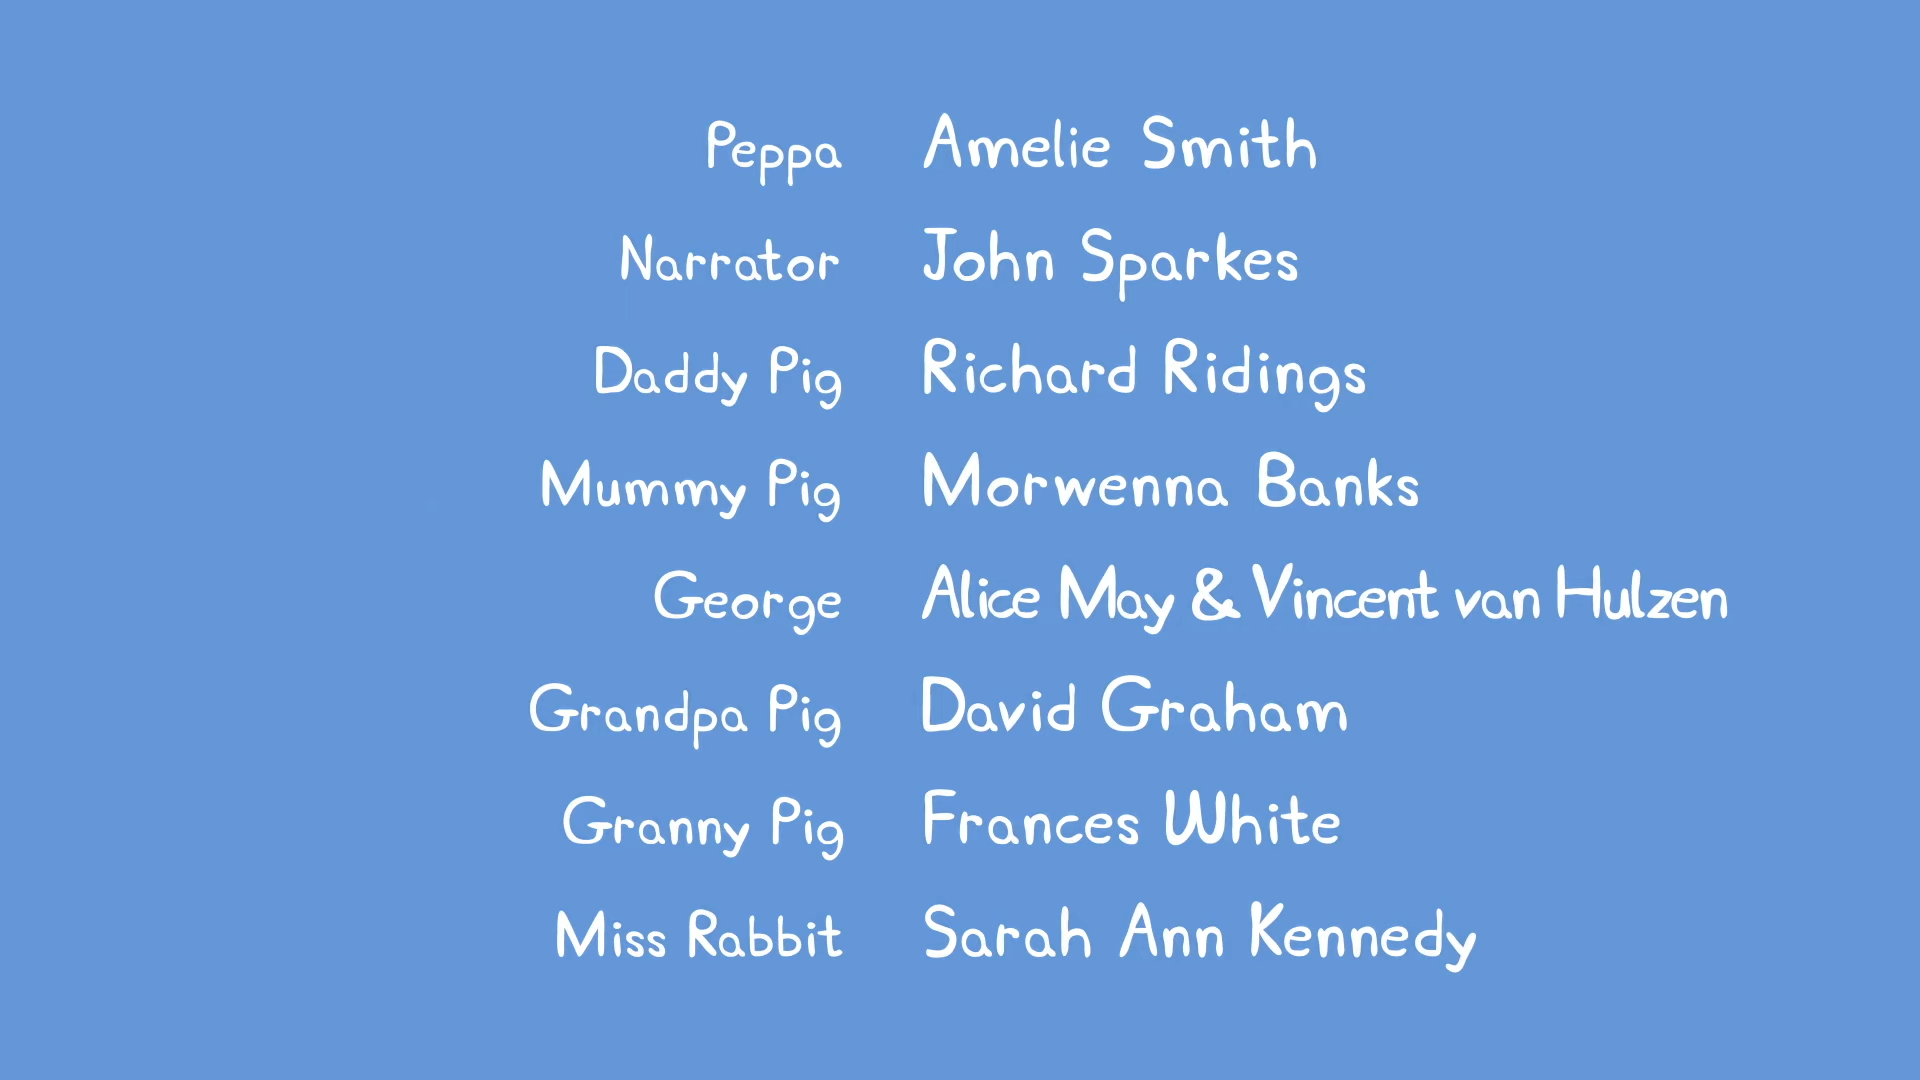 Peppa Amelie Smith
Narrator John Sparkes
Daddy Pig Richard Ridings
Mummy Pig Morwenna Banks
George Alice May & Vincent van Hulzen
Grandpa Pig David Graham
Granny Pig Frances White
Miss Rabbit Sarah Ann Kennedy